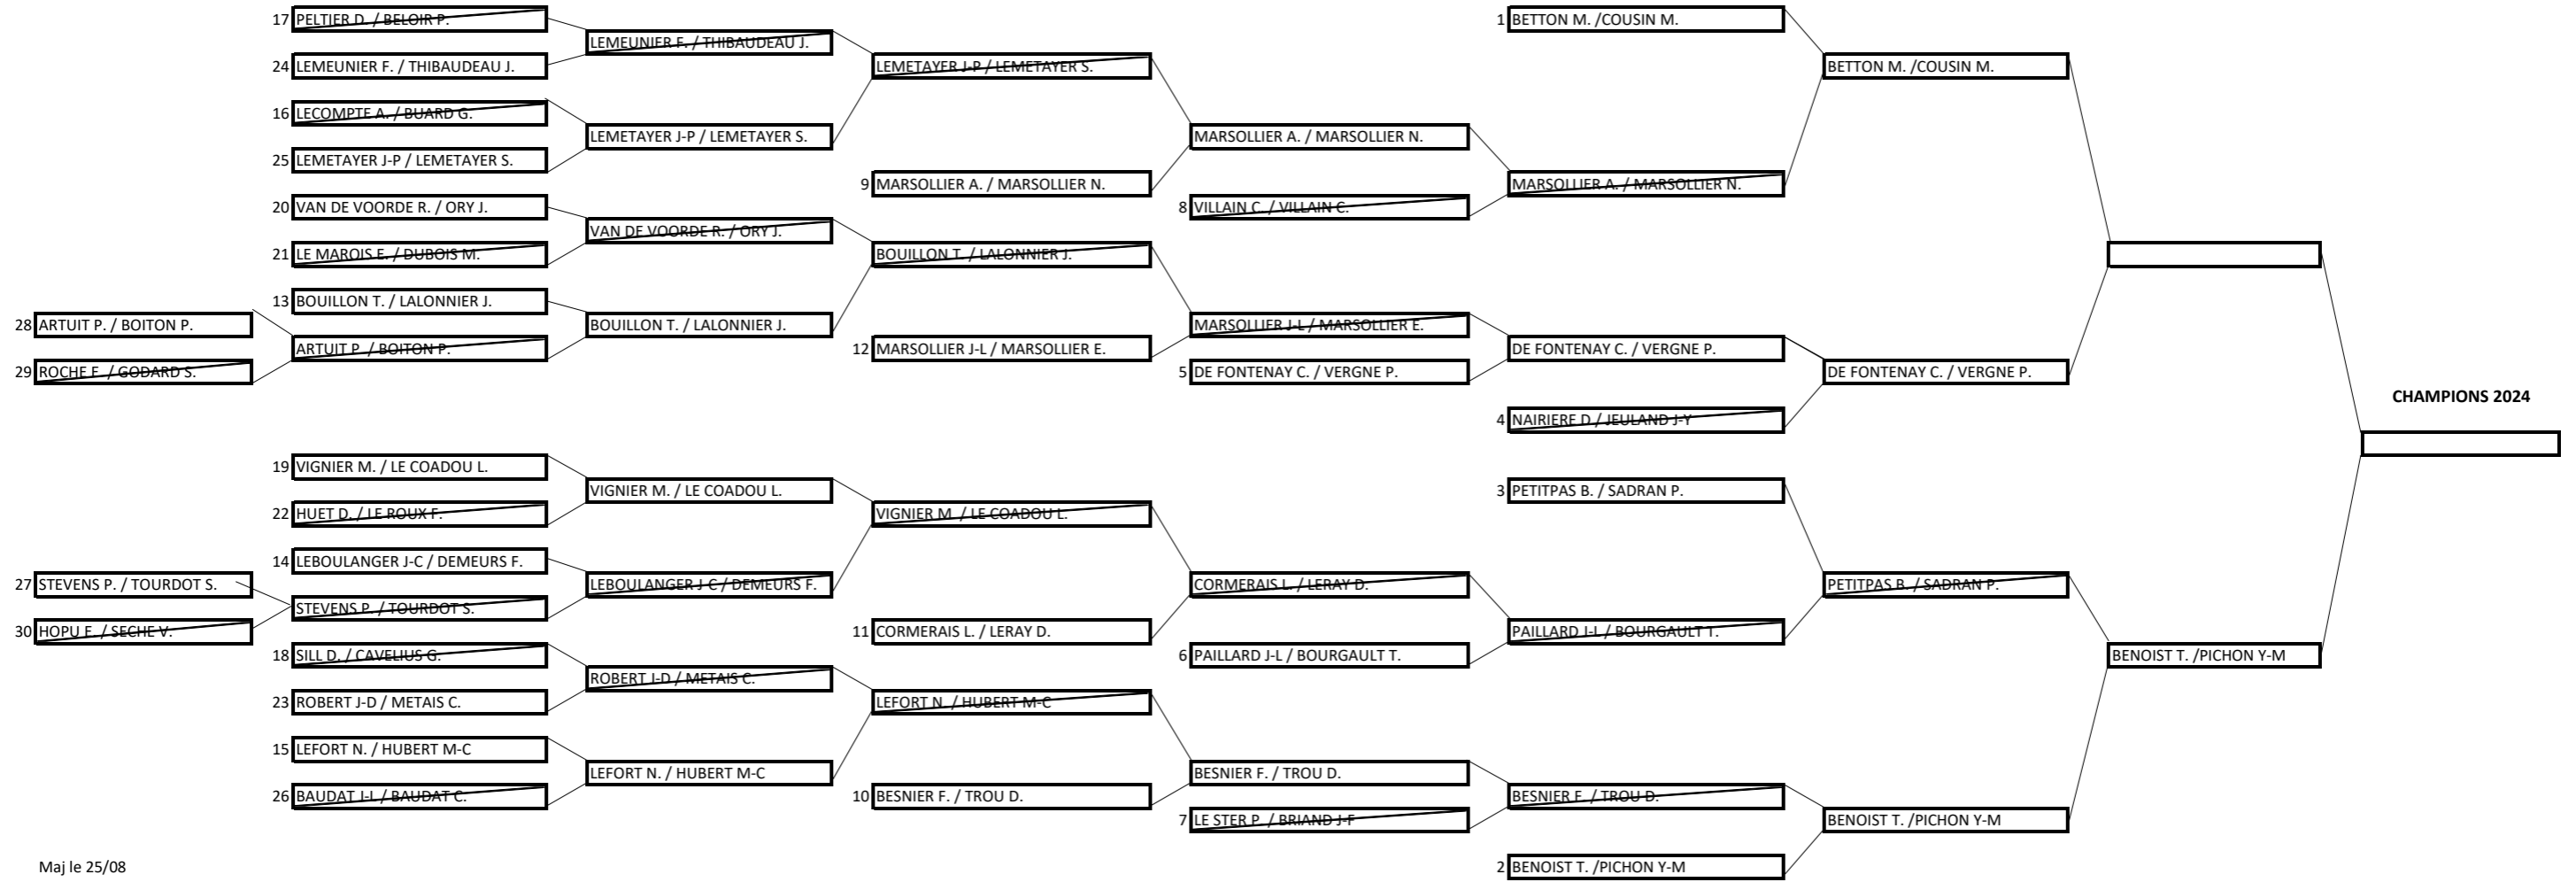 17 PELTIER D. / BELOIR P.
LEMEUNIER F. / THIBAUDEAU J.
24 LEMEUNIER F. / THIBAUDEAU J.
LEMETAYER J-P / LEMETAYER S.
16 LECOMPTE A. / BUARD G.
LEMETAYER J-P / LEMETAYER S.
25 LEMETAYER J-P / LEMETAYER S.
MARSOLLIER A. / MARSOLLIER N.
9 MARSOLLIER A. / MARSOLLIER N.
20 VAN DE VOORDE R. / ORY J.
8 VILLAIN C. / VILLAIN C.
VAN DE VOORDE R. / ORY J.
21 LE MAROIS E. / DUBOIS M.
BOUILLON T. / LALONNIER J.
13 BOUILLON T. / LALONNIER J.
28 ARTUIT P. / BOITON P.
BOUILLON T. / LALONNIER J.
MARSOLLIER J-L / MARSOLLIER E.
ARTUIT P. / BOITON P.
12 MARSOLLIER J-L / MARSOLLIER E.
29 ROCHE F. / GODARD S.
5 DE FONTENAY C. / VERGNE P.
1 BETTON M. /COUSIN M.
BETTON M. /COUSIN M.
MARSOLLIER A. / MARSOLLIER N.
DE FONTENAY C. / VERGNE P.
DE FONTENAY C. / VERGNE P.
4 NAIRIERE D./ JEULAND J-Y
CHAMPIONS 2024
19 VIGNIER M. / LE COADOU L.
VIGNIER M. / LE COADOU L.
22 HUET D. / LE ROUX F.
VIGNIER M. / LE COADOU L.
14 LEBOULANGER J-C / DEMEURS F.
27 STEVENS P. / TOURDOT S.
LEBOULANGER J-C / DEMEURS F.
CORMERAIS L. / LERAY D.
STEVENS P. / TOURDOT S.
30 HOPU F. / SECHE V.
11 CORMERAIS L. / LERAY D.
18 SILL D. / CAVELIUS G.
6 PAILLARD J-L / BOURGAULT T.
ROBERT J-D / METAIS C.
23 ROBERT J-D / METAIS C.
LEFORT N. / HUBERT M-C
15 LEFORT N. / HUBERT M-C
LEFORT N. / HUBERT M-C
BESNIER F. / TROU D.
26 BAUDAT J-L / BAUDAT C.
10 BESNIER F. / TROU D.
7 LE STER P. / BRIAND J-F
3 PETITPAS B. / SADRAN P.
PETITPAS B. / SADRAN P.
PAILLARD J-L / BOURGAULT T.
BENOIST T. /PICHON Y-M
BESNIER F. / TROU D.
BENOIST T. /PICHON Y-M
2 BENOIST T. /PICHON Y-M
Maj le 25/08